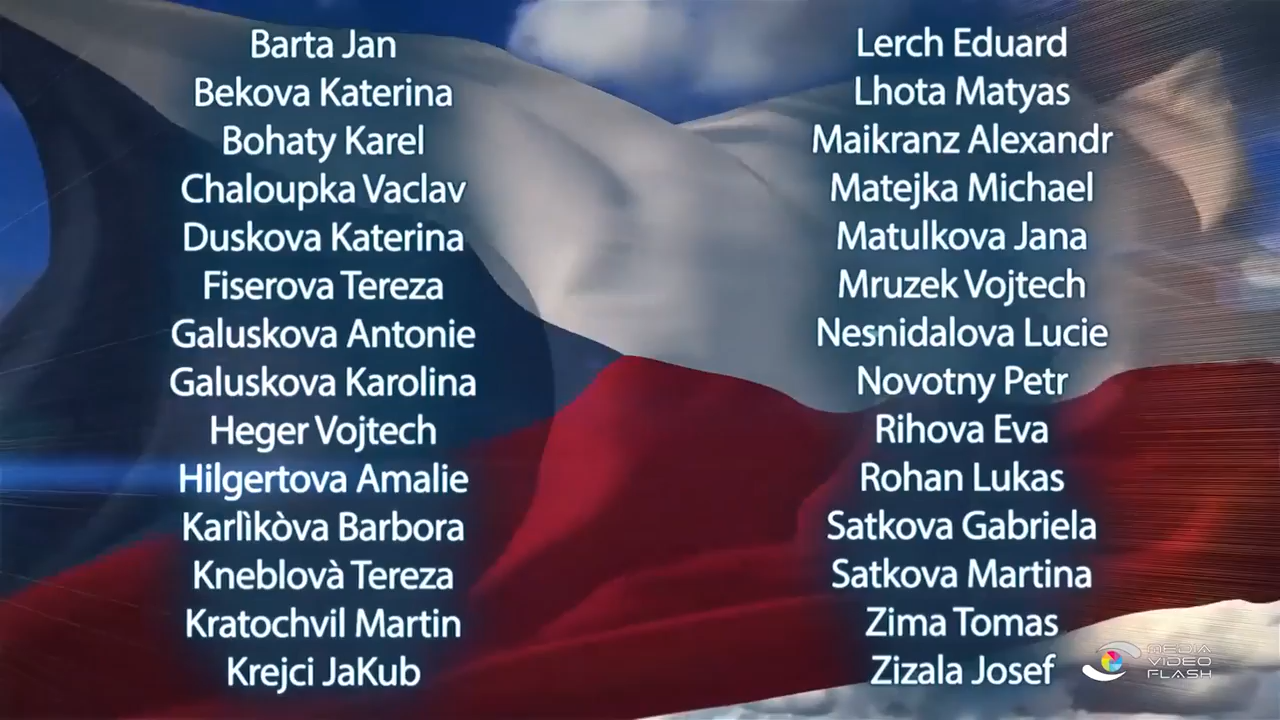 Barta Jan
Bekova Katerina
Bohaty Karel
Chaloupka Vaclav
Duskova Katerina
Fiserova Tereza
Galuskova Antonie
Galuskova Karolina
Heger Vojtech
Hilgertova Amalie
Karlìkòva Barbora
Kneblovà Tereza
Kratochvil Martin
Krejci JaKub
Lerch Eduard
Lhota Matyas
Maikranz Alexandr
Matejka Michael
Matulkova Jana
Mruzek Vojtech
Nesnidalova Lucie
Novotny Petr
Rihova Eva
Rohan Lukas
Satkova Gabriela
Satkova Martina
Zima Tomas
Zizala Josef
MEDIA
VIDEO
FLASH